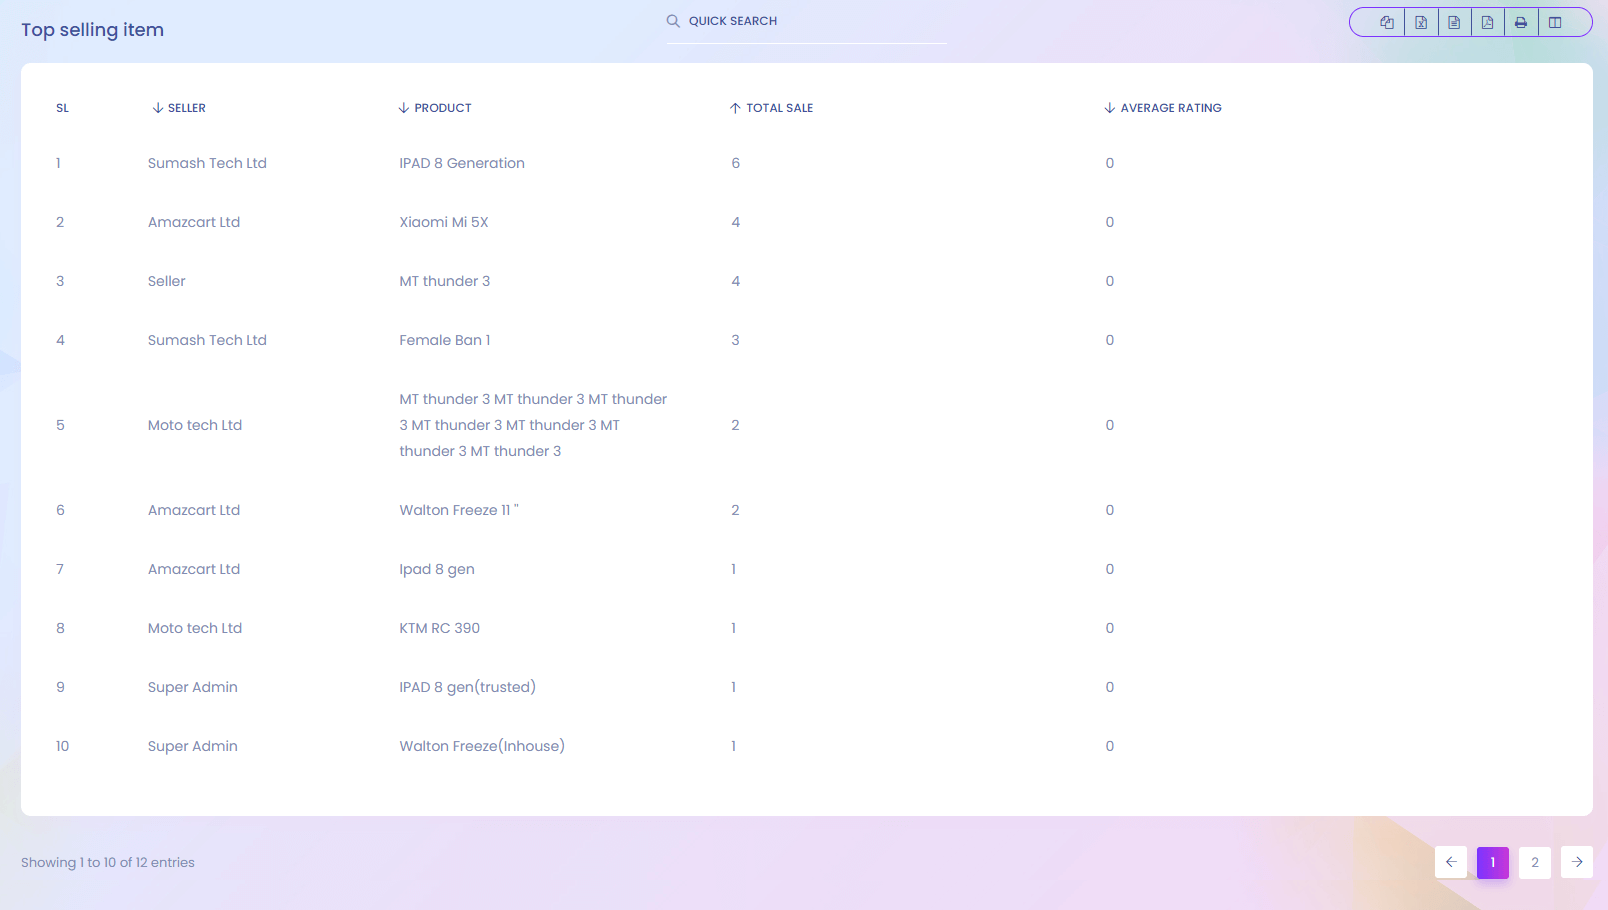 Top selling item
QUICK SEARCH
SL SELLER PRODUCT TOTAL SALE AVERAGE RATING
1 Sumash Tech Ltd IPAD 8 Generation 6 0
2 Amazcart Ltd Xiaomi Mi 5X 4 0
3 Seller MT thunder 3 4 0
4 Sumash Tech Ltd Female Ban 1 3 0
MT thunder 3 MT thunder 3 MT thunder
5 Moto tech Ltd 3 MT thunder 3 MT thunder 3 MT 2 0
thunder 3 MT thunder 3
6 Amazcart Ltd Walton Freeze 11 " 2 0
7 Amazcart Ltd Ipad 8 gen 1 0
8 Moto tech Ltd KTM RC 390 1 0
9 Super Admin IPAD 8 gen(trusted) 1 0
10 Super Admin Walton Freeze(Inhouse) 1 0
Showing 1 to 10 of 12 entries
1 2